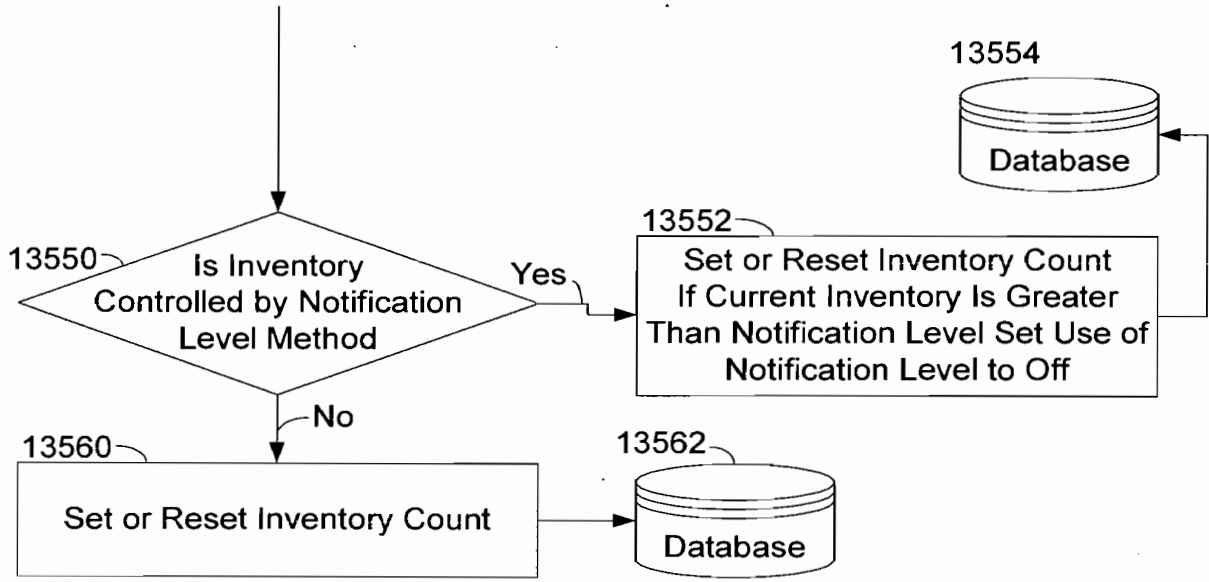 13554
Database
13552
Set or Reset Inventory Count
If Current Inventory Is Greater
Than Notification Level Set Use of
Notification Level to Off
13550
Is Inventory
Controlled by Notification
Level Method
Yes
No
13560
Set or Reset Inventory Count
13562
Database